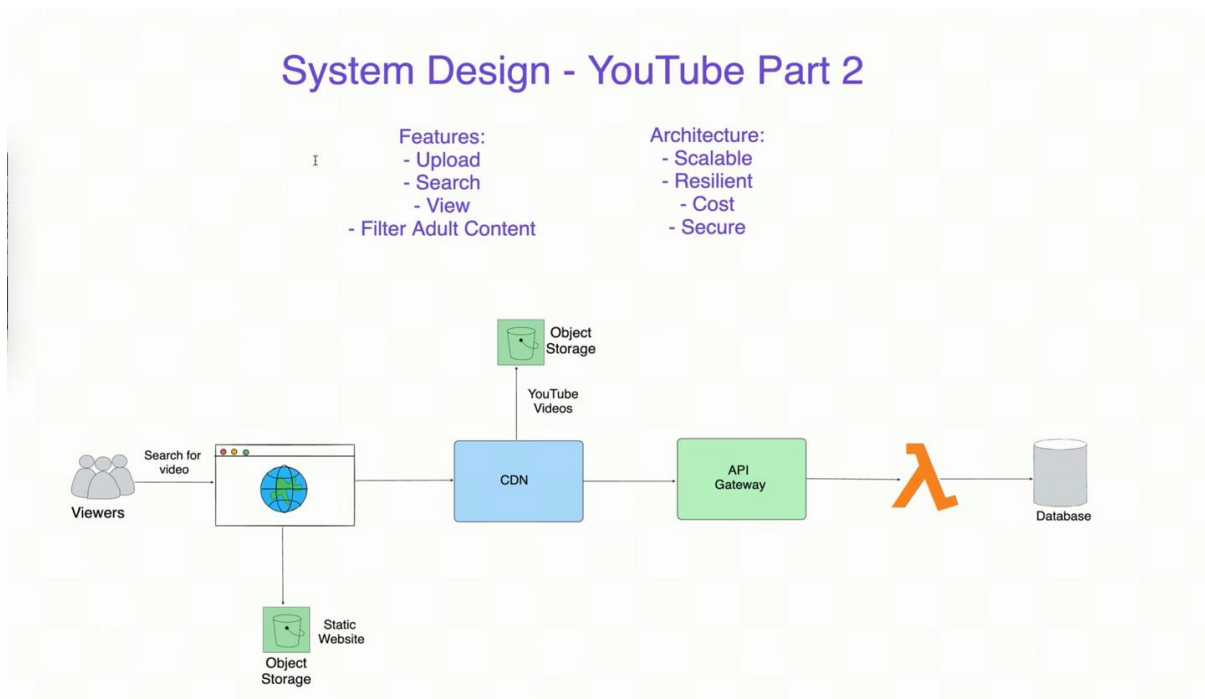 System Design - YouTube Part 2
Features:
- Upload
- Search
- View
- Filter Adult Content
Architecture:
- Scalable
- Resilient
- Cost
- Secure
Object
Storage
YouTube
Videos
Search for
video
Viewers
CDN
API
Gateway
Database
Static
Website
Object
Storage